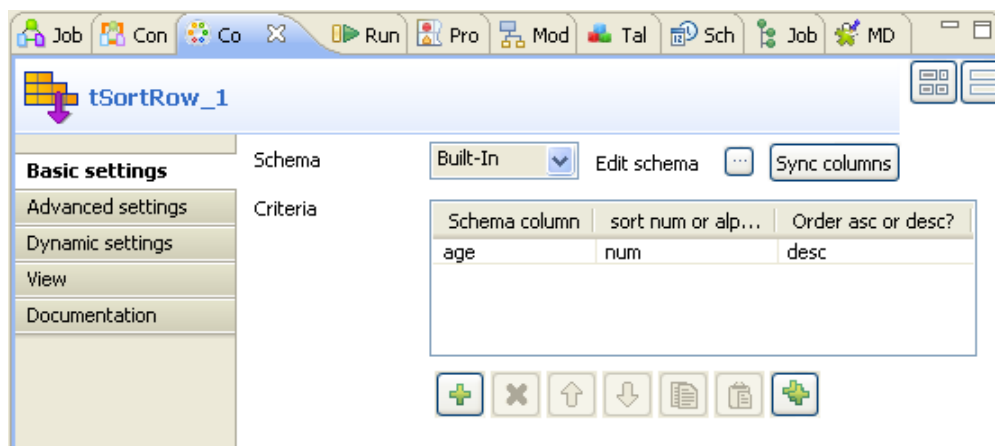 Job Con Co Run Pro Mod Tal Sch Job MD
tSortRow_1
Basic settings
Advanced settings
Dynamic settings
View
Documentation
Schema Built-In Edit schema ... Sync columns
Criteria
Schema column sort num or alp... Order asc or desc?
age num desc